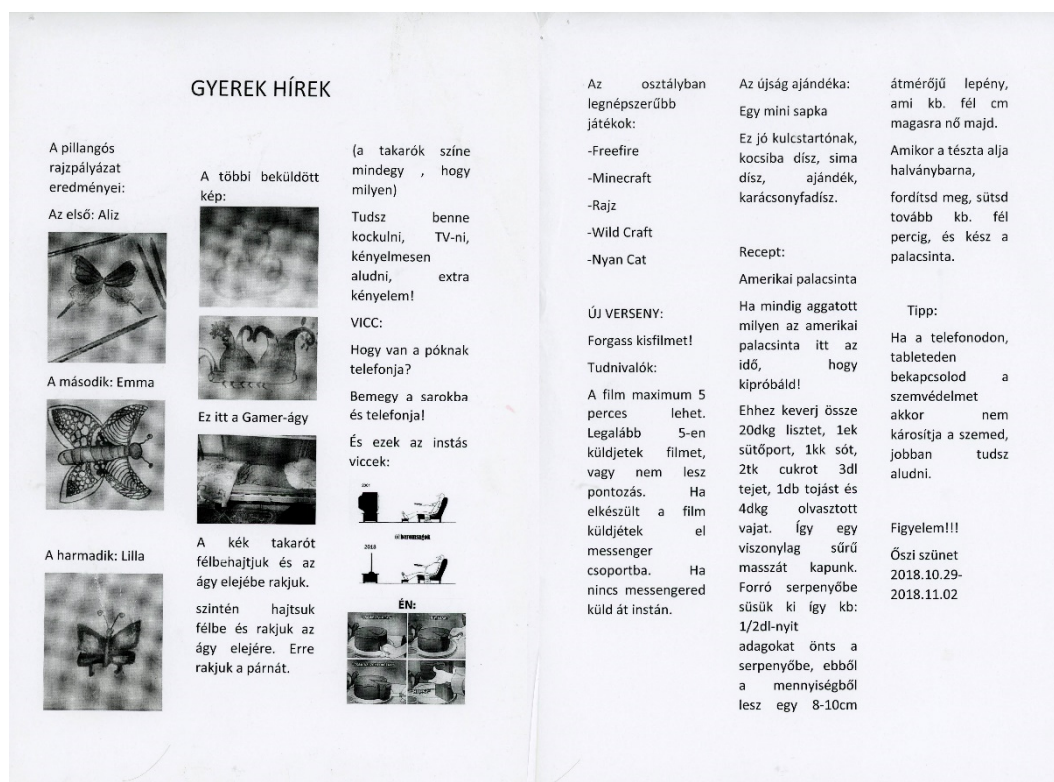 GYEREK HÍREK
A pillangós
rajzpályázat
eredményei:
Az első: Aliz
A második: Emma
A harmadik: Lilla
A többi beküldött
kép:
Ez itt a Gamer-ágy
A kék takarót
félbehajtjuk és az
ágy elejébe rakjuk.
szintén hajtsuk
félbe és rakjuk az
ágy elejére. Erre
rakjuk a párnát.
(a takarók színe
mindegy , hogy
milyen)
Tudsz benne
kockulni, TV-ni,
kényelmesen
aludni, extra
kényelem!
VICC:
Hogy van a póknak
telefonja?
Bemegy a sarokba
és telefonja!
És ezek az instás
viccek:
2018
ÉN:
Az osztályban
legnépszerűbb
játékok:
-Freefire
-Minecraft
-Rajz
-Wild Craft
-Nyan Cat
ÚJ VERSENY:
Forgass kisfilmet!
Tudnivalók:
A film maximum 5
perces lehet.
Legalább 5-en
küldjetek filmet,
vagy nem lesz
pontozás. Ha
elkészült a film
küldjétek el
messenger
csoportba. Ha
nincs messengered
küld át instán.
Az újság ajándéka:
Egy mini sapka
Ez jó kulcstartónak,
kocsiba dísz, sima
dísz, ajándék,
karácsonyfadísz.
Recept:
Amerikai palacsinta
Ha mindig aggatott
milyen az amerikai
palacsinta itt az
idő, hogy
kipróbáld!
Ehhez keverj össze
20dkg lisztet, 1ek
sütőport, 1kk sót,
2tk cukrot 3dl
tejet, 1db tojást és
4dkg olvasztott
vajat. Így egy
viszonylag sűrű
masszát kapunk.
Forró serpenyőbe
süsük ki így kb:
1/2dl-nyit
adagokat önts a
serpenyőbe, ebből
a mennyiségből
lesz egy 8-10cm
átmérőjű lepény,
ami kb. fél cm
magasra nő majd.
Amikor a tészta alja
halványbarna,
fordítsd meg, sütsd
tovább kb. fél
percig, és kész a
palacsinta.
Tipp:
Ha a telefonodon,
tableteden
bekapcsolod a
szemvédelmet
akkor nem
károsítja a szemed,
jobban tudsz
aludni.
Figyelem!!!
Őszi szünet
2018.10.29-
2018.11.02